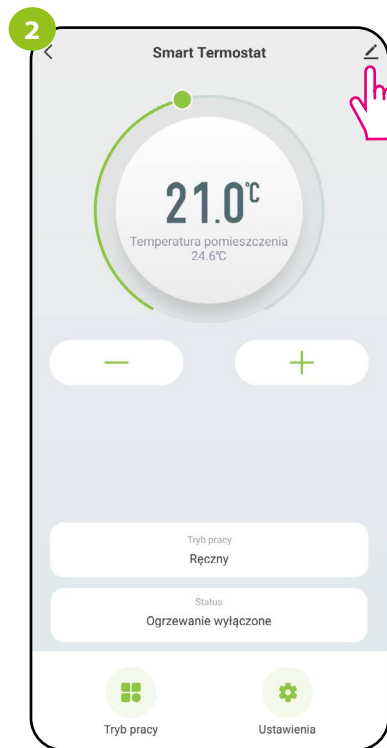 2
Smart Termostat
21.0°C
Temperatura pomieszczenia
24.6°C
Tryb pracy
Ręczny
Status
Ogrzewanie wyłączone
Tryb pracy
Ustawienia